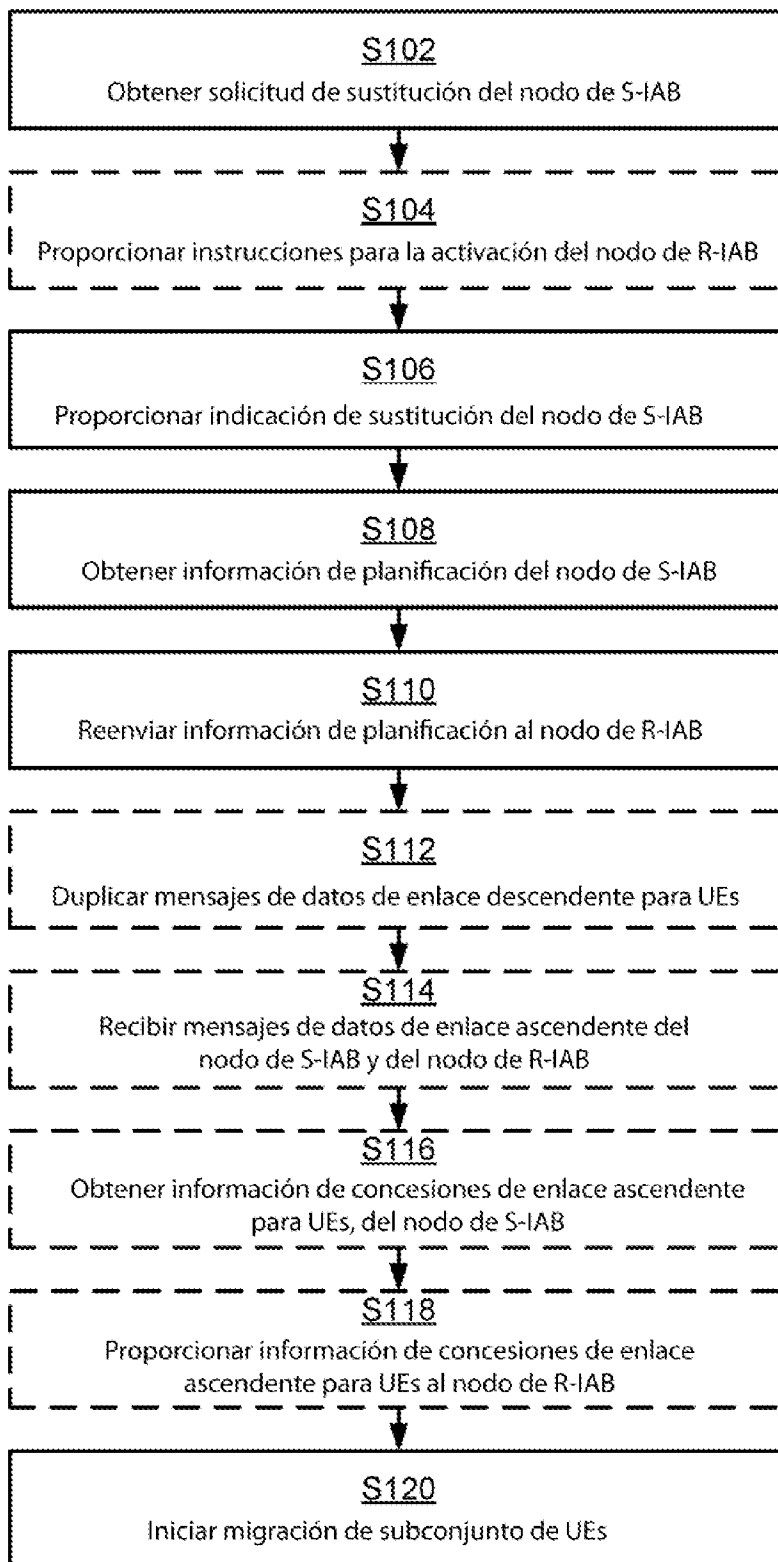 S102
Obtener solicitud de sustitución del nodo de S-IAB
S104
Proporcionar instrucciones para la activación del nodo de R-IAB
S106
Proporcionar indicación de sustitución del nodo de S-IAB
S108
Obtener información de planificación del nodo de S-IAB
S110
Reenviar información de planificación al nodo de R-IAB
S112
Duplicar mensajes de datos de enlace descendente para UEs
S114
Recibir mensajes de datos de enlace ascendente del
nodo de S-IAB y del nodo de R-IAB
S116
Obtener información de concesiones de enlace ascendente
para UEs, del nodo de S-IAB
S118
Proporcionar información de concesiones de enlace
ascendente para UEs al nodo de R-IAB
S120
Iniciar migración de subconjunto de UEs